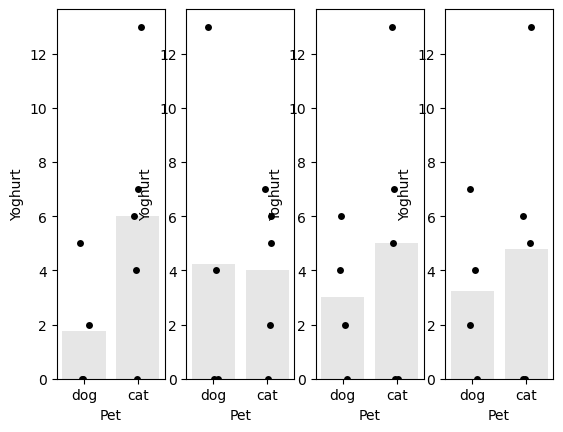 12 12 12 12
10 10 10 10
8 8 8 8
Yoghurt Yoghurt Yoghurt Yoghurt
6 6 6 6
4 4 4 4
2 2 2 2
0 0 0 0
dog cat dog cat dog cat dog cat
Pet Pet Pet Pet